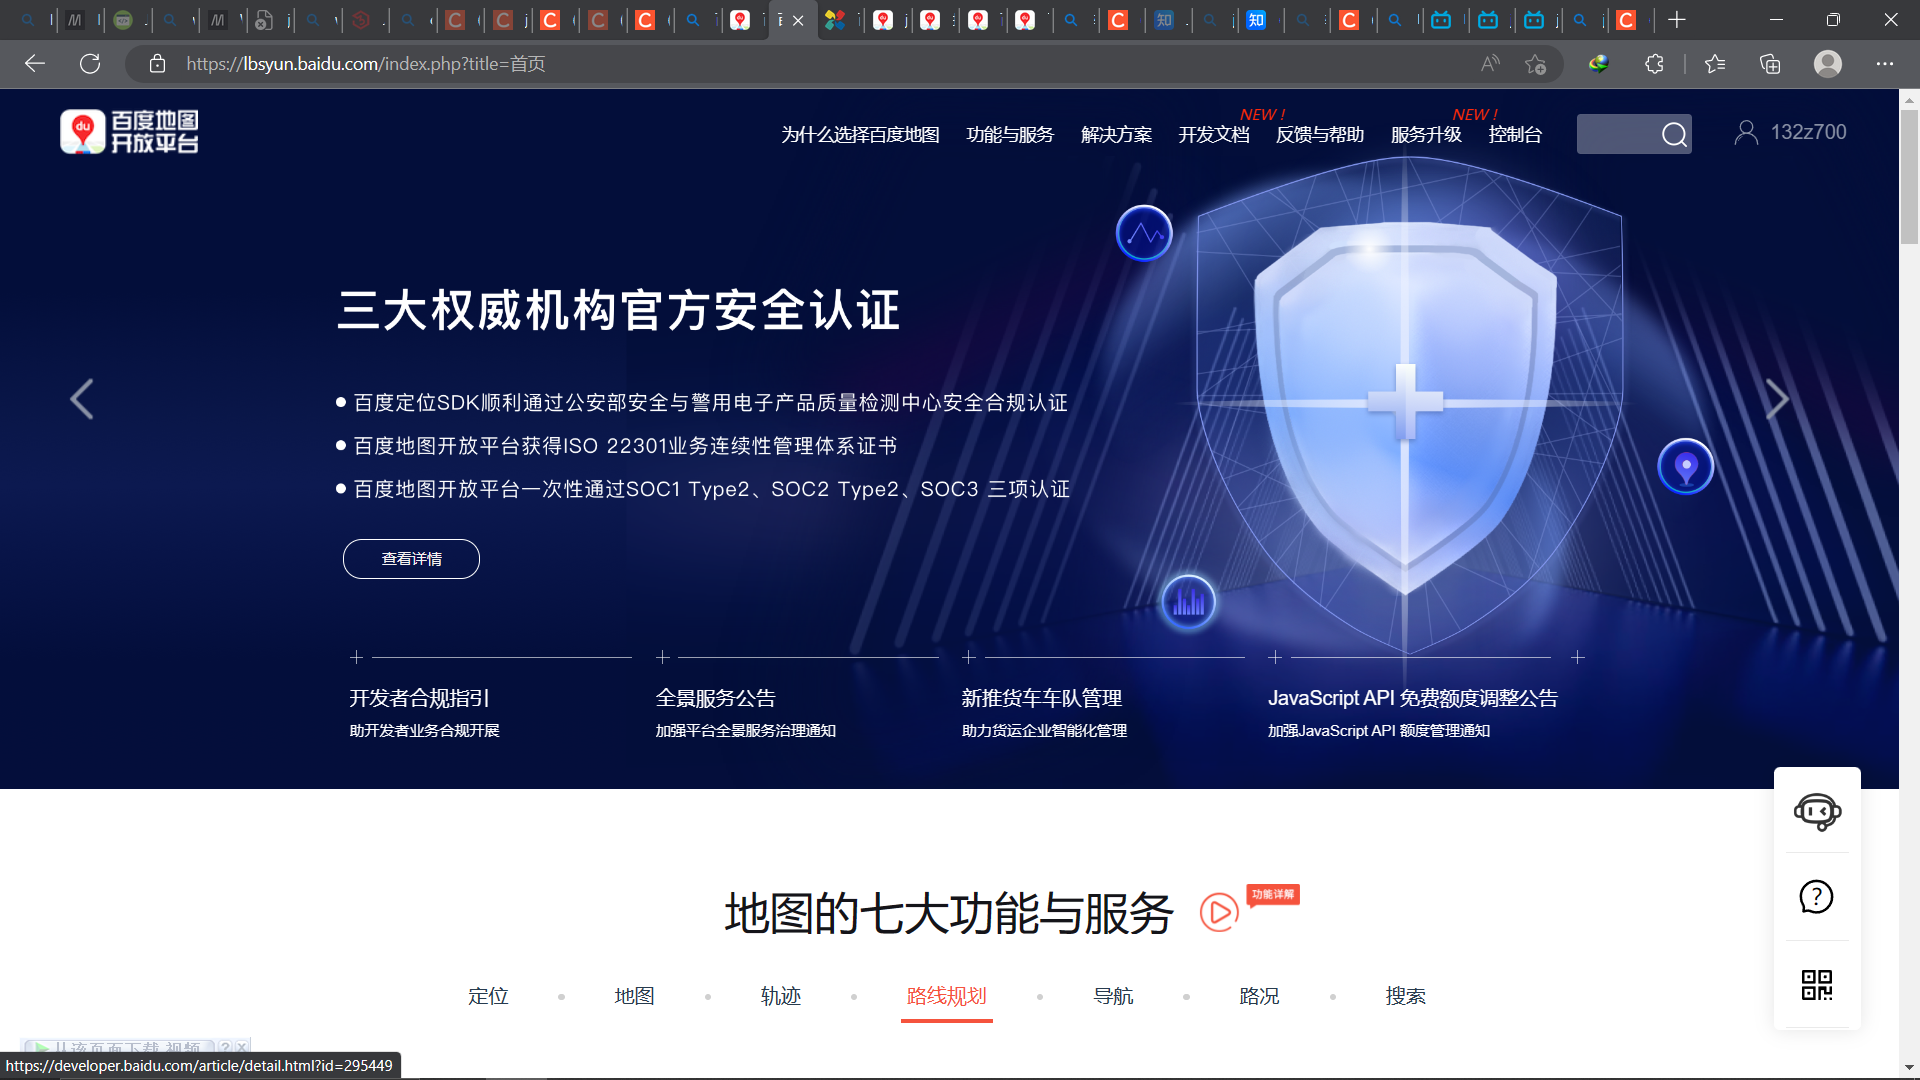 https://lbsyun.baidu.com/index.php?title=首页
du
百度地图
开放平台
为什么选择百度地图
功能与服务
解决方案
NEW !
开发文档
反馈与帮助
NEW !
服务升级
控制台
132z700
三大权威机构官方安全认证
百度定位SDK顺利通过公安部安全与警用电子产品质量检测中心安全合规认证
百度地图开放平台获得ISO 22301业务连续性管理体系证书
百度地图开放平台一次性通过SOC1 Type2、SOC2 Type2、SOC3 三项认证
查看详情
开发者合规指引
助开发者业务合规开展
全景服务公告
加强平台全景服务治理通知
新推货车车队管理
助力货运企业智能化管理
JavaScript API 免费额度调整公告
加强JavaScript API 额度管理通知
地图的七大功能与服务
功能详解
定位
地图
轨迹
路线规划
导航
路况
搜索
从该页面下载 视频
https://developer.baidu.com/article/detail.html?id=295449